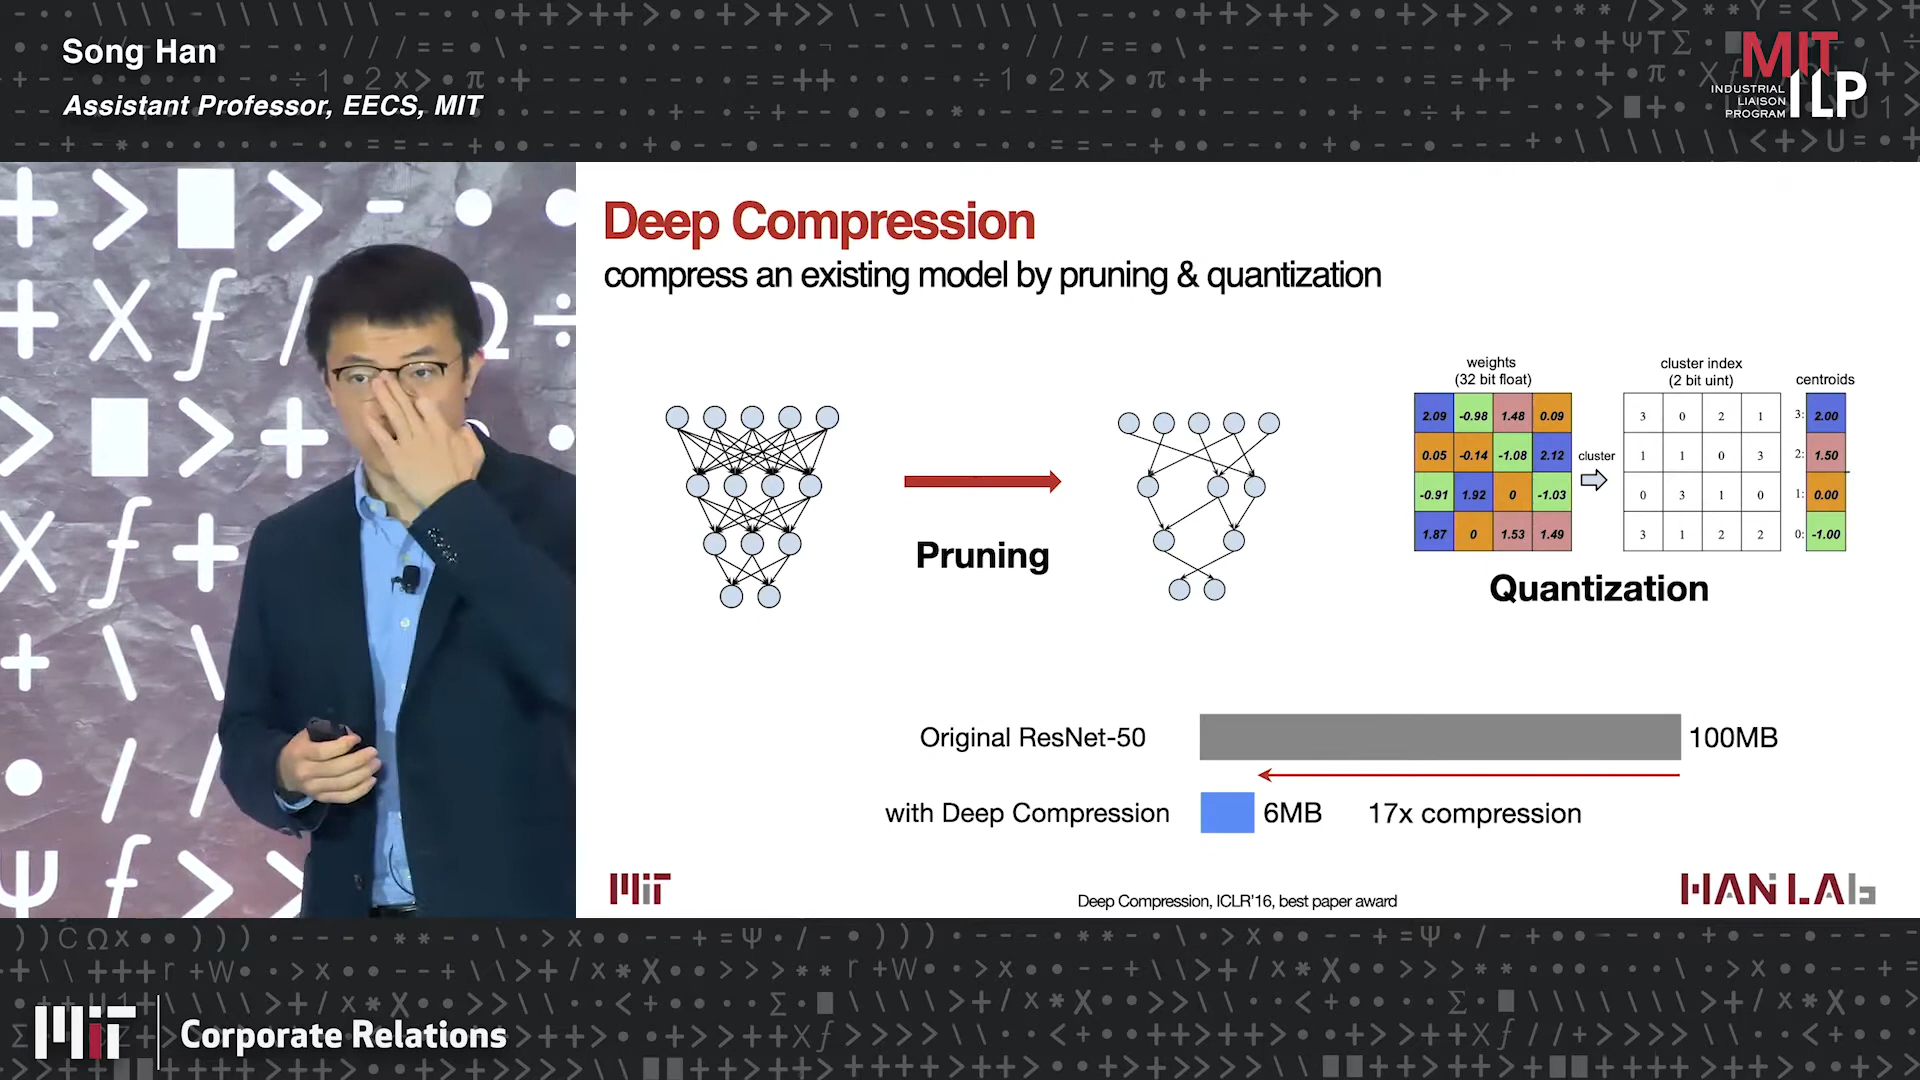 Song Han
Assistant Professor, EECS, MIT
MIT
ILP
INDUSTRIAL
LIAISON
PROGRAM
Deep Compression
compress an existing model by pruning & quantization
weights
(32 bit float)
cluster index
(2 bit uint)
centroids
2.09 -0.98 1.48 0.09
3 0 2 1
3: 2.00
0.05 -0.14 -1.08 2.12
cluster
1 1 0 3
2: 1.50
-0.91 1.92 0 -1.03
0 3 1 0
1: 0.00
1.87 0 1.53 1.49
3 1 2 2
0: -1.00
Pruning
Quantization
Original ResNet-50
100MB
with Deep Compression
6MB
17x compression
MIT
Deep Compression, ICLR'16, best paper award
HAN LAb
MIT
Corporate Relations